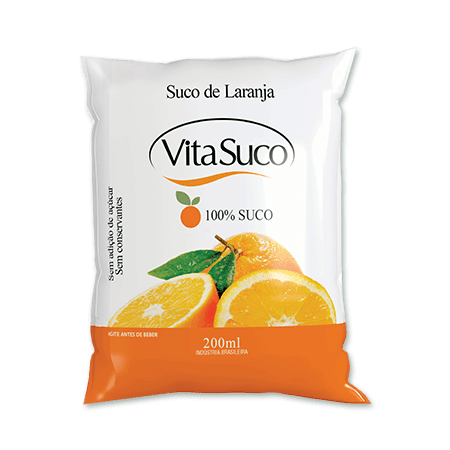 Suco de Laranja
VitaSuco
100% SUCO
Sem adição de açúcar
Sem conservantes
AGITE ANTES DE BEBER
200ml
INDÚSTRIA BRASILEIRA